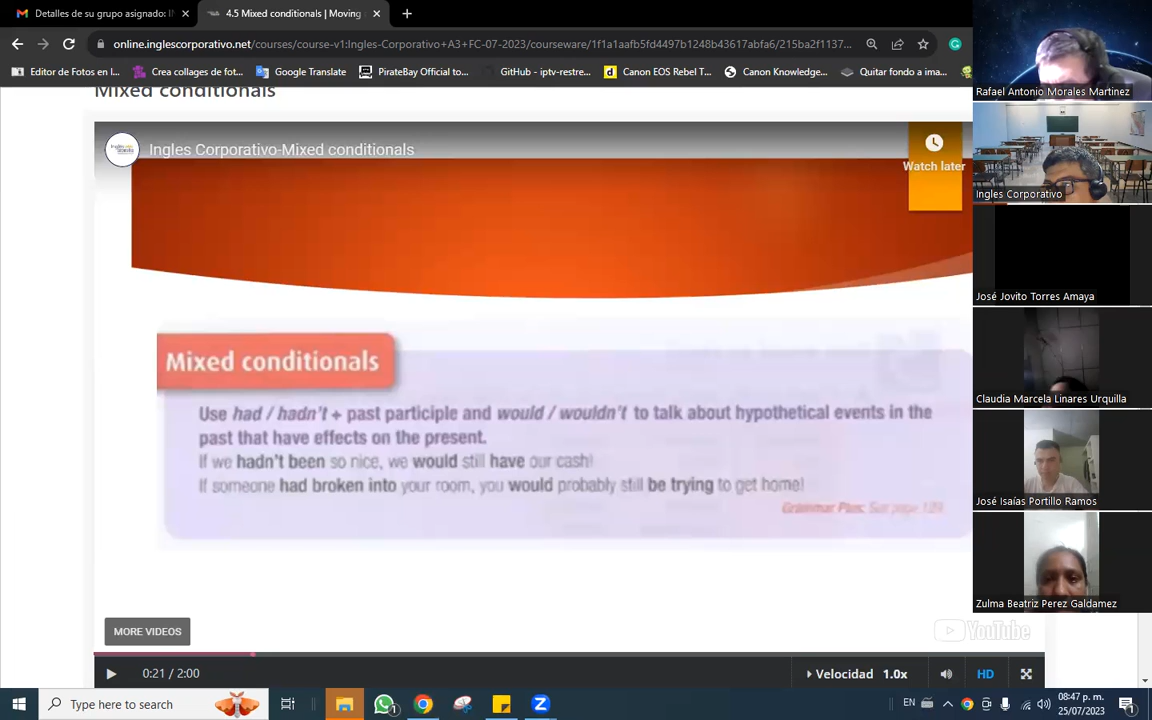 Detalles de su grupo asignado: I
4.5 Mixed conditionals | Moving
online.inglescorporativo.net/courses/course-v1:Ingles-Corporativo+A3+FC-07-2023/courseware/1f1a1aafb5fd4497b1248b43617abfa6/215ba2f1137...
Editor de Fotos en l...
Crea collages de fot...
Google Translate
PirateBay Official to...
GitHub - iptv-restre...
Canon EOS Rebel T...
Canon Knowledge...
Quitar fondo a ima...
Mixed conditionals
Ingles Corporativo-Mixed conditionals
Watch later
Mixed conditionals
Use had / hadn't + past participle and would / wouldn't to talk about hypothetical events in the
past that have effects on the present.
If we hadn't been so nice, we would still have our cash!
If someone had broken into your room, you would probably still be trying to get home!
Grammar Plus: See page
MORE VIDEOS
YouTube
0:21 / 2:00
Velocidad 1.0x
HD
Rafael Antonio Morales Martinez
Ingles Corporativo
José Jovito Torres Amaya
Claudia Marcela Linares Urquilla
José Isaías Portillo Ramos
Zulma Beatriz Perez Galdamez
Type here to search
1
EN
08:47 p. m.
25/07/2023
1